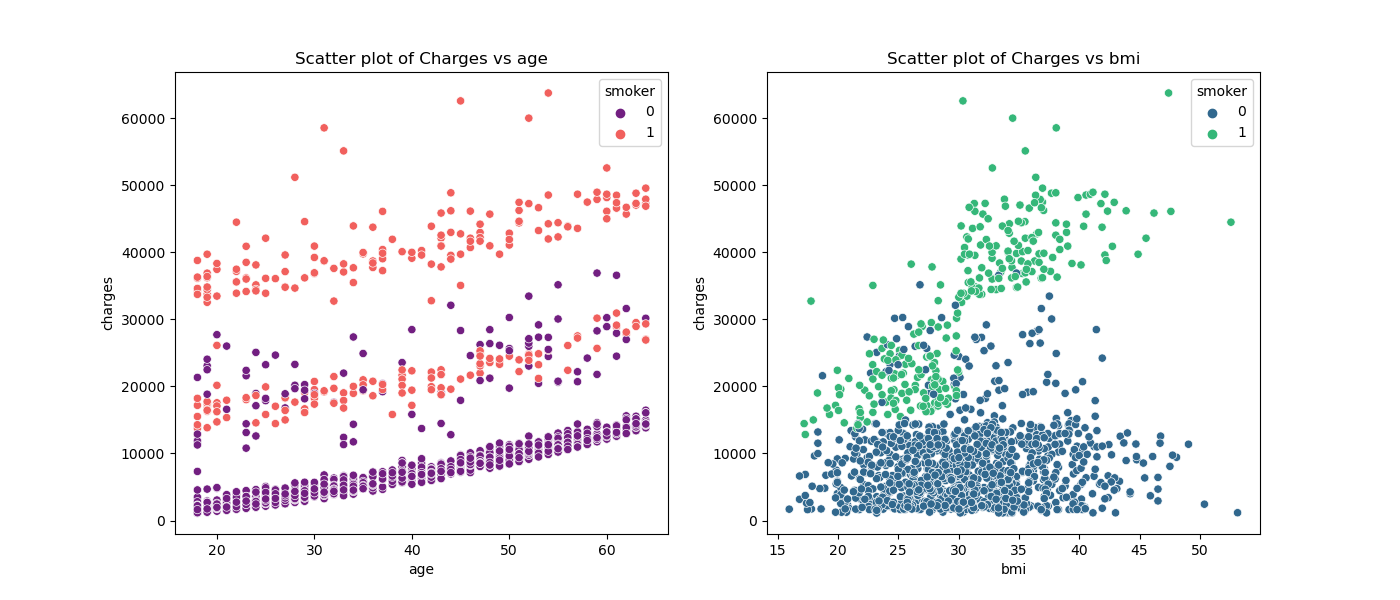 Scatter plot of Charges vs age
charges
60000
50000
40000
30000
20000
10000
0
smoker
0
1
20 30 40 50 60
age
Scatter plot of Charges vs bmi
charges
60000
50000
40000
30000
20000
10000
0
smoker
0
1
15 20 25 30 35 40 45 50
bmi